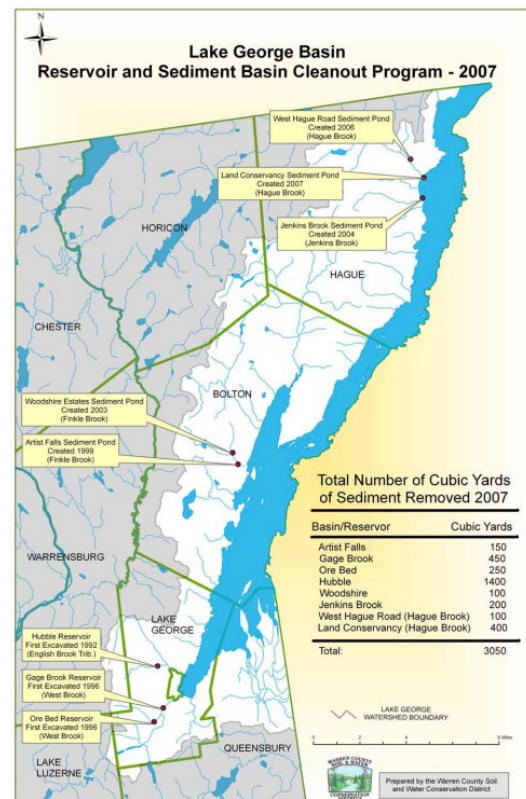 N
Lake George Basin
Reservoir and Sediment Basin Cleanout Program - 2007
West Hague Road Sediment Pond
Created 2006
(Hague Brook)
Land Conservancy Sediment Pond
Created 2007
(Hague Brook)
Jenkins Brook Sediment Pond
Created 2004
(Jenkins Brook)
HORICON
HAGUE
CHESTER
BOLTON
Woodshire Estates Sediment Pond
Created 2003
(Finkle Brook)
Artist Falls Sediment Pond
Created 1999
(Finkle Brook)
Total Number of Cubic Yards
of Sediment Removed 2007
Basin/Reservor Cubic Yards
Artist Falls 150
Gage Brook 450
Ore Bed 250
Hubble 1400
Woodshire 100
Jenkins Brook 200
West Hague Road (Hague Brook) 100
Land Conservancy (Hague Brook) 400
Total: 3050
WARRENSBURG
LAKE
GEORGE
Hubble Reservoir
First Excavated 1992
(English Brook Trib.)
Gage Brook Reservoir
First Excavated 1996
(West Brook)
Ore Bed Reservoir
First Excavated 1996
(West Brook)
LAKE GEORGE
WATERSHED BOUNDARY
QUEENSBURY
LAKE
LUZERNE
WARREN COUNTY
SOIL & WATER
CONSERVATION
Prepared by the Warren County Soil
and Water Conservation District